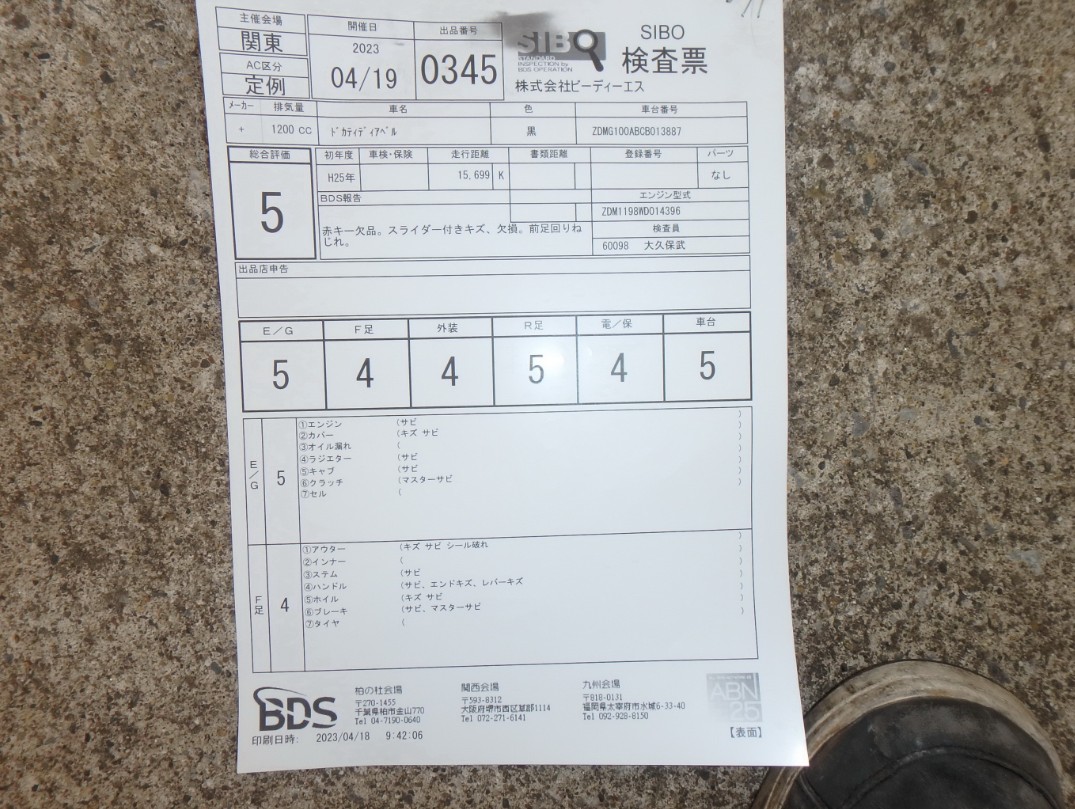 主催会場
関東
AC区分
定例
開催日
2023
04/19
出品番号
0345
SIBO
STANDARD
INSPECTION by
BDS OPERATION
SIBO
検査票
株式会社ビーディーエス
メーカー 排気量 車名 色 車台番号
+ 1200 cc ドカティディアベル 黒 ZDMG100ABCB013887
総合評価
5
初年度 車検・保険 走行距離 書類距離 登録番号 パーツ
H25年 15,699 K なし
BDS報告
赤キー欠品。スライダー付きキズ、欠損。前足回りね
じれ。
エンジン型式
ZDM1198WD014396
検査員
60098 大久保武
出品店申告
E/G F足 外装 R足 電/保 車台
5 4 4 5 4 5
E/G
5
①エンジン (サビ )
②カバー (キズ サビ )
③オイル漏れ ( )
④ラジエター (サビ )
⑤キャブ (サビ )
⑥クラッチ (マスターサビ )
⑦セル (
F足
4
①アウター (キズ サビ シール破れ )
②インナー ( )
③ステム (サビ )
④ハンドル (サビ、エンドキズ、レバーキズ )
⑤ホイル (キズ サビ )
⑥ブレーキ (サビ、マスターサビ )
⑦タイヤ (
BDS
柏の杜会場
〒270-1455
千葉県柏市金山770
Tel 04-7190-0640
関西会場
〒593-8312
大阪府堺市西区草部1114
Tel 072-271-6141
九州会場
〒818-0131
福岡県太宰府市水城6-33-40
Tel 092-928-8150
ABN
25
印刷日時: 2023/04/18 9:42:06
【表面】